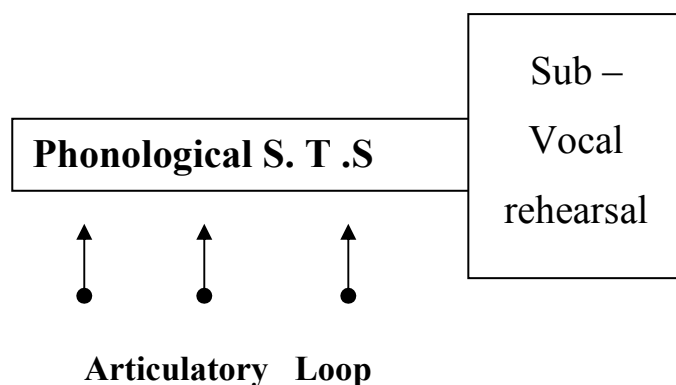 Sub –
Vocal
rehearsal
Phonological S. T .S
Articulatory Loop